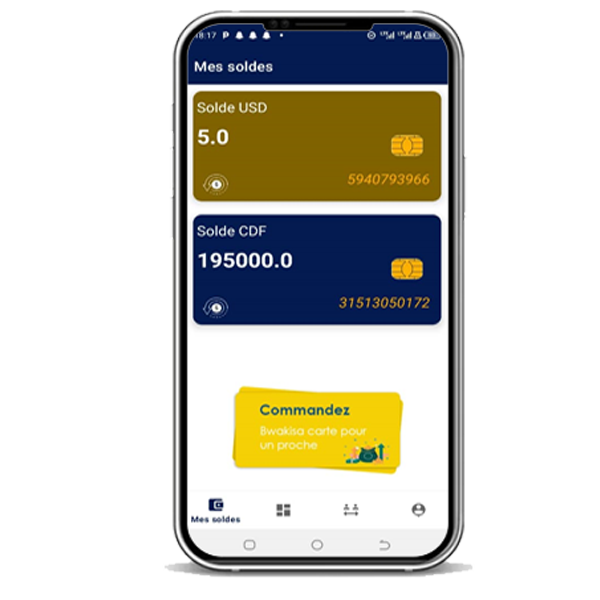 18:17
Mes soldes
Solde USD
5.0
5940793966
Solde CDF
195000.0
31513050172
Commandez
Bwakisa carte pour
un proche
Mes soldes